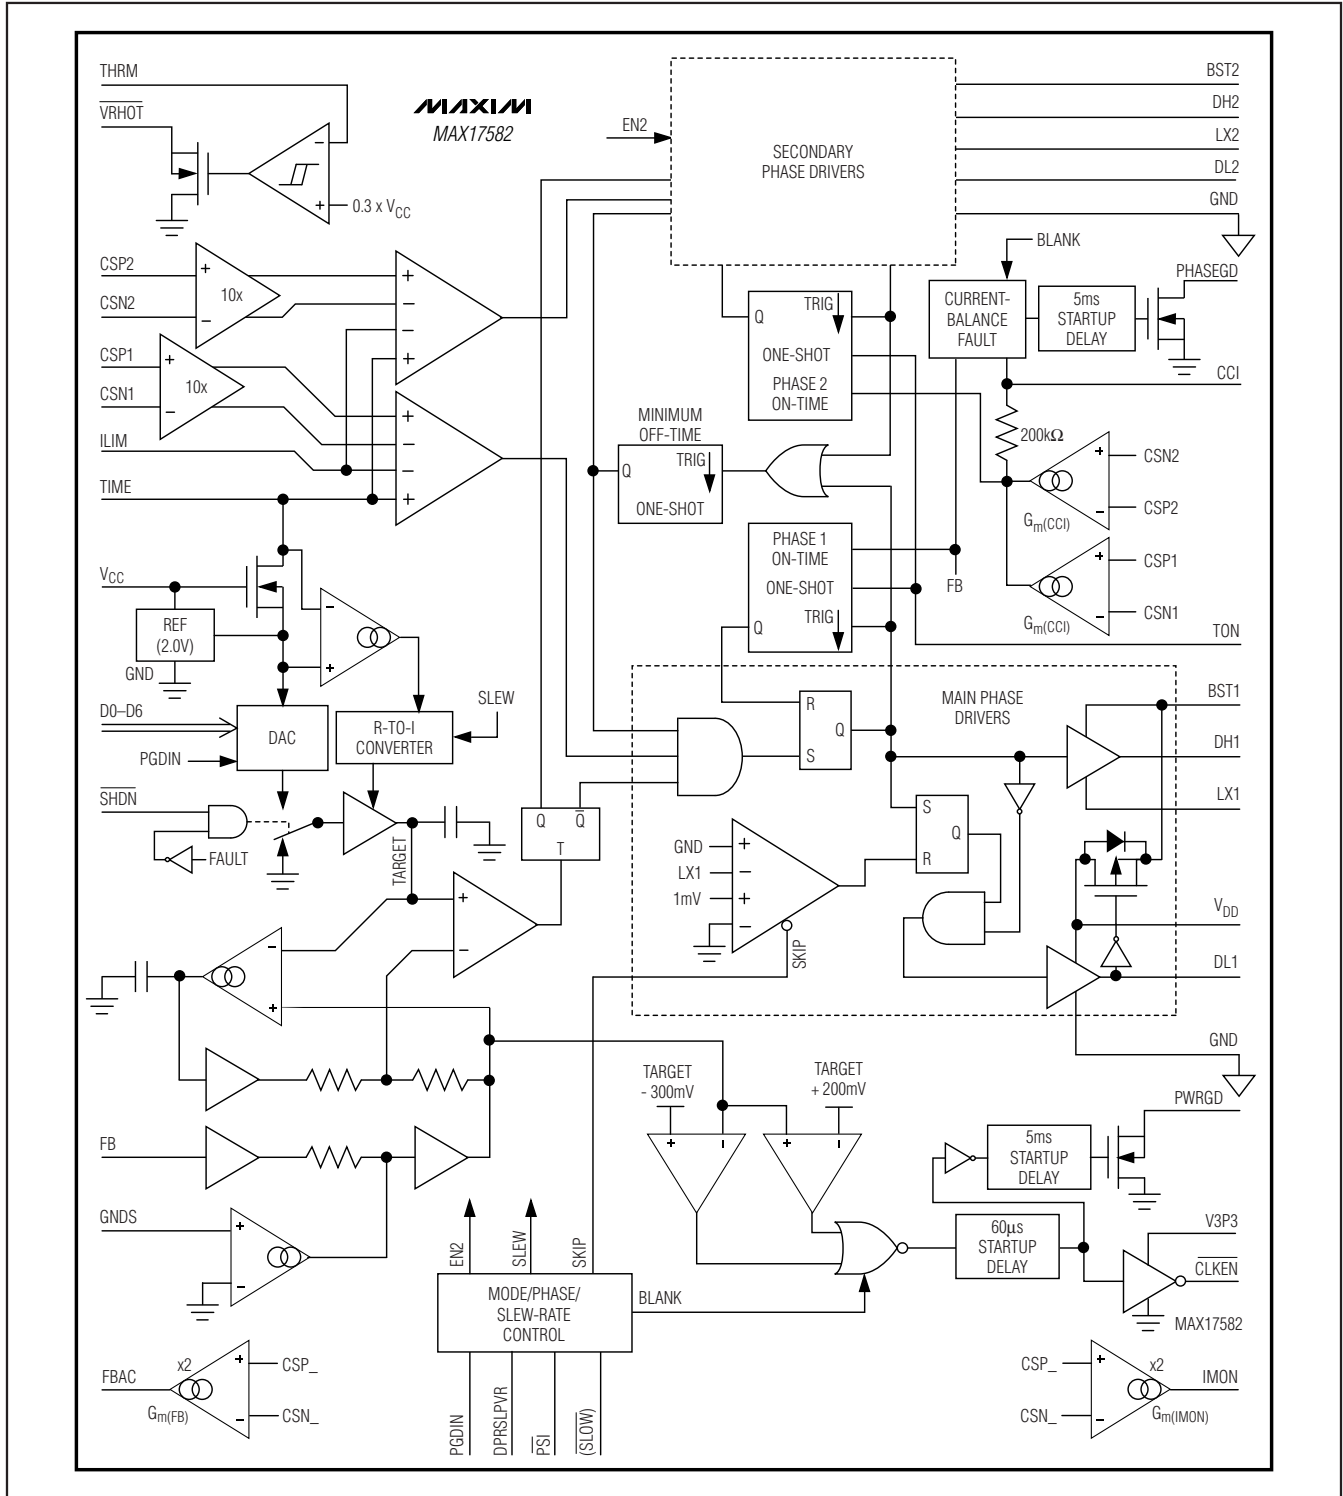 THRM
VRHOT
MAXIM
MAX17582
−
+
0.3 x VCC
EN2
SECONDARY
PHASE DRIVERS
BST2
DH2
LX2
DL2
GND
CSP2
CSN2
+
−
10x
+
−
−
+
CSP1
CSN1
+
−
10x
ILIM
TIME
+
−
−
+
BLANK
CURRENT-
BALANCE
FAULT
5ms
STARTUP
DELAY
PHASEGD
CCI
Q
TRIG
ONE-SHOT
PHASE 2
ON-TIME
MINIMUM
OFF-TIME
Q
TRIG
ONE-SHOT
200kΩ
+
−
CSN2
CSP2
Gm(CCI)
+
−
CSP1
CSN1
Gm(CCI)
PHASE 1
ON-TIME
ONE-SHOT
TRIG
Q
FB
TON
VCC
REF
(2.0V)
GND
−
+
D0–D6
DAC
PGDIN
R-TO-I
CONVERTER
SLEW
SHDN
FAULT
TARGET
Q
Q
T
MAIN PHASE
DRIVERS
R
Q
S
S
Q
R
GND
LX1
1mV
+
−
+
−
SKIP
BST1
DH1
LX1
VDD
DL1
GND
+
−
−
+
FB
GNDS
+
−
TARGET
- 300mV
TARGET
+ 200mV
+
−
+
−
PWRGD
5ms
STARTUP
DELAY
60µs
STARTUP
DELAY
V3P3
CLKEN
MAX17582
EN2
SLEW
SKIP
MODE/PHASE/
SLEW-RATE
CONTROL
BLANK
PGDIN
DPRSLPVR
PSI
(SLOW)
FBAC
x2
Gm(FB)
+
−
CSP_
CSN_
CSP_
CSN_
+
−
x2
Gm(IMON)
IMON